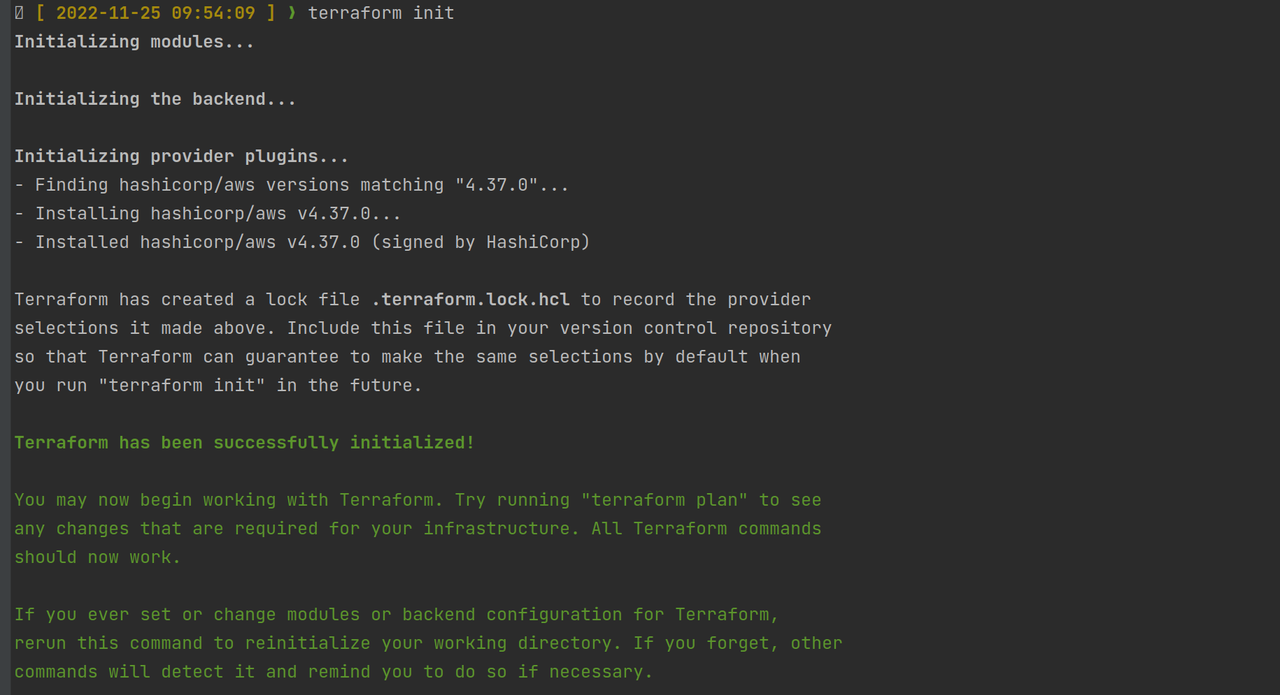 [ 2022-11-25 09:54:09 ] ❯ terraform init
Initializing modules...
Initializing the backend...
Initializing provider plugins...
- Finding hashicorp/aws versions matching "4.37.0"...
- Installing hashicorp/aws v4.37.0...
- Installed hashicorp/aws v4.37.0 (signed by HashiCorp)
Terraform has created a lock file .terraform.lock.hcl to record the provider
selections it made above. Include this file in your version control repository
so that Terraform can guarantee to make the same selections by default when
you run "terraform init" in the future.
Terraform has been successfully initialized!
You may now begin working with Terraform. Try running "terraform plan" to see
any changes that are required for your infrastructure. All Terraform commands
should now work.
If you ever set or change modules or backend configuration for Terraform,
rerun this command to reinitialize your working directory. If you forget, other
commands will detect it and remind you to do so if necessary.